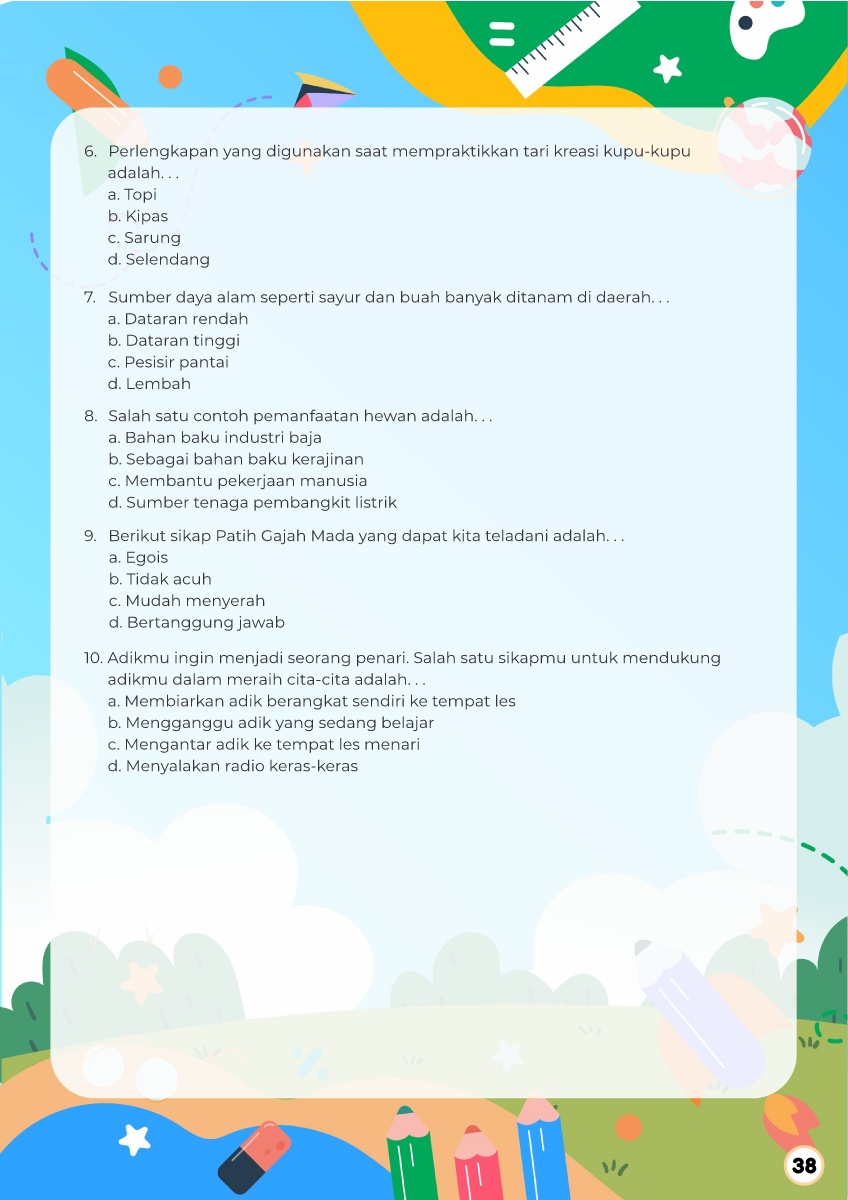 6. Perlengkapan yang digunakan saat mempraktikkan tari kreasi kupu-kupu
adalah. . .
a. Topi
b. Kipas
c. Sarung
d. Selendang
7. Sumber daya alam seperti sayur dan buah banyak ditanam di daerah. . .
a. Dataran rendah
b. Dataran tinggi
c. Pesisir pantai
d. Lembah
8. Salah satu contoh pemanfaatan hewan adalah. . .
a. Bahan baku industri baja
b. Sebagai bahan baku kerajinan
c. Membantu pekerjaan manusia
d. Sumber tenaga pembangkit listrik
9. Berikut sikap Patih Gajah Mada yang dapat kita teladani adalah. . .
a. Egois
b. Tidak acuh
c. Mudah menyerah
d. Bertanggung jawab
10. Adikmu ingin menjadi seorang penari. Salah satu sikapmu untuk mendukung
adikmu dalam meraih cita-cita adalah. . .
a. Membiarkan adik berangkat sendiri ke tempat les
b. Mengganggu adik yang sedang belajar
c. Mengantar adik ke tempat les menari
d. Menyalakan radio keras-keras
38